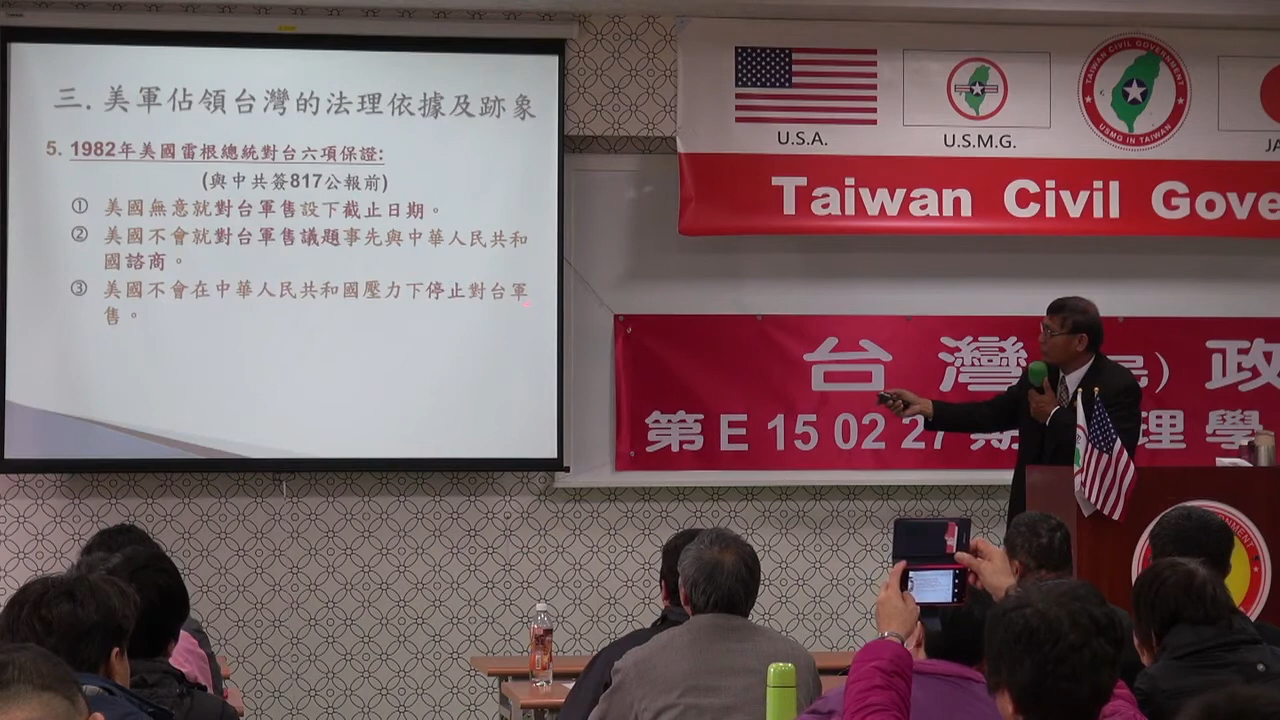 三. 美軍佔領台灣的法理依據及跡象
5. 1982年美國雷根總統對台六項保證:
(與中共簽817公報前)
① 美國無意就對台軍售設下截止日期。
② 美國不會就對台軍售議題事先與中華人民共和
國諮商。
③ 美國不會在中華人民共和國壓力下停止對台軍
售。
U.S.A.
U.S.M.G.
TAIWAN CIVIL GOVERNMENT
USMG IN TAIWAN
JA
Taiwan Civil Gove
台灣 民) 政
第E 15 02 27期 理學